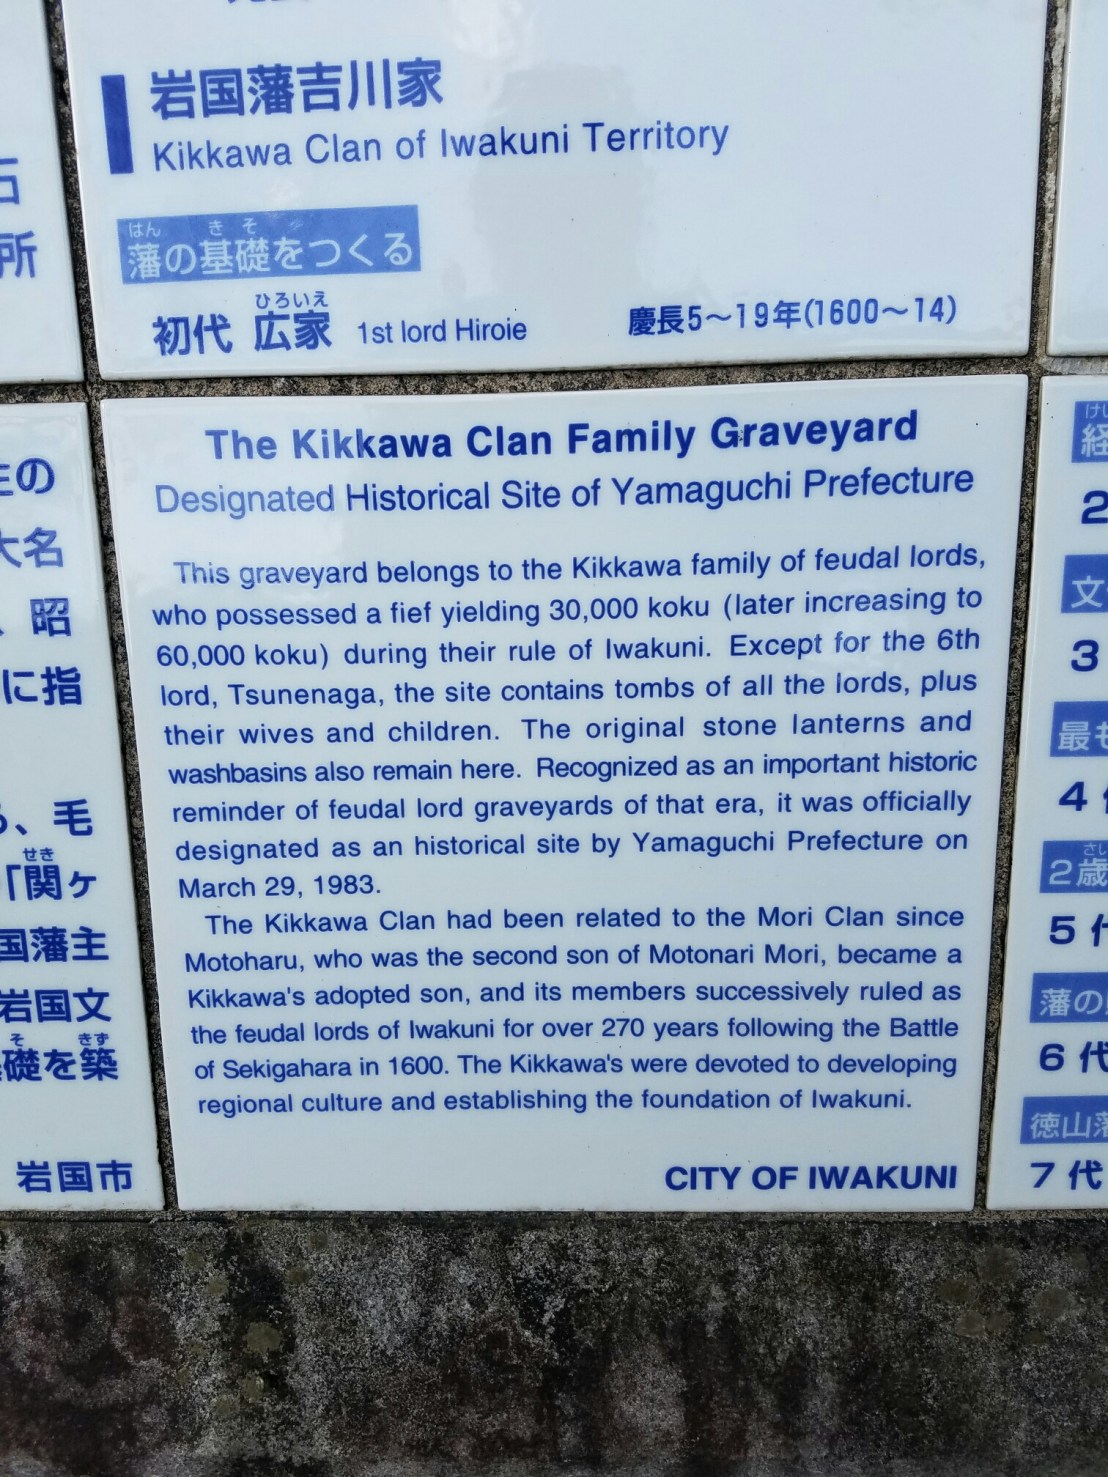 岩国藩吉川家
Kikkawa Clan of Iwakuni Territory
はん きそ
藩の基礎をつくる
ひろいえ
初代 広家 1st lord Hiroie 慶長5～19年(1600～14)
The Kikkawa Clan Family Graveyard
Designated Historical Site of Yamaguchi Prefecture
This graveyard belongs to the Kikkawa family of feudal lords,
who possessed a fief yielding 30,000 koku (later increasing to
60,000 koku) during their rule of Iwakuni. Except for the 6th
lord, Tsunenaga, the site contains tombs of all the lords, plus
their wives and children. The original stone lanterns and
washbasins also remain here. Recognized as an important historic
reminder of feudal lord graveyards of that era, it was officially
designated as an historical site by Yamaguchi Prefecture on
March 29, 1983.
The Kikkawa Clan had been related to the Mori Clan since
Motoharu, who was the second son of Motonari Mori, became a
Kikkawa's adopted son, and its members successively ruled as
the feudal lords of Iwakuni for over 270 years following the Battle
of Sekigahara in 1600. The Kikkawa's were devoted to developing
regional culture and establishing the foundation of Iwakuni.
CITY OF IWAKUNI
所
の
大名
、昭
に指
、毛
せき
「関ヶ
国藩主
岩国文
そ きず
礎を築
岩国市
2
文
3
最も
4
2歳
5代
藩の
6代
徳山藩
7代